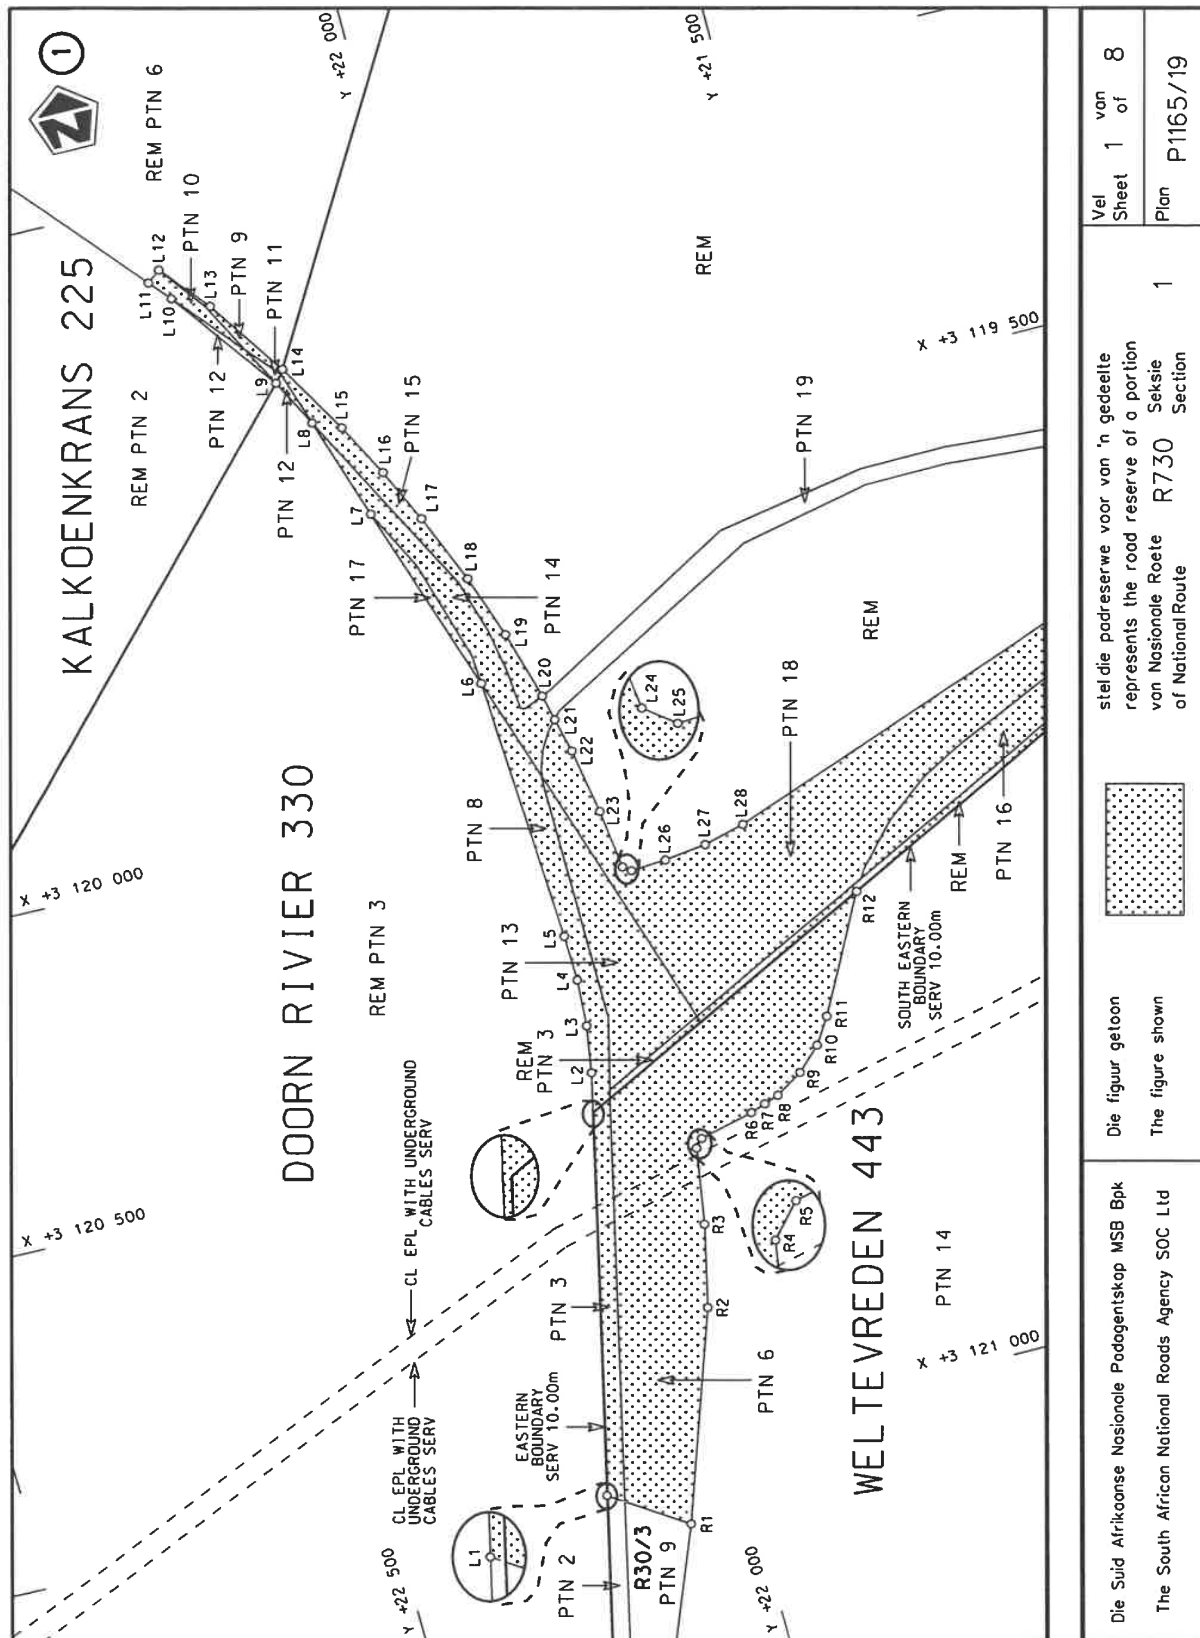 1
N
KALKOENKRANS 225
REM PTN 6
REM PTN 2
PTN 10
PTN 9
PTN 11
PTN 12
PTN 12
L11
L12
L10
L13
L9
L14
L8
L15
L16
PTN 15
L7
L17
L18
PTN 17
PTN 14
L19
L6
L20
L21
L22
L23
L24
L25
L26
L27
L28
Y +22 000
Y +21 500
REM
X +3 119 500
PTN 19
REM
PTN 18
DOORN RIVIER 330
X +3 120 000
REM PTN 3
PTN 8
PTN 13
L5
L4
L3
L2
REM
PTN 3
PTN 16
REM
SOUTH EASTERN
BOUNDARY
SERV 10.00m
R12
R11
R10
R9
R8
R7
R6
R5
R4
R3
R2
R1
X +3 120 500
CL EPL WITH UNDERGROUND
CABLES SERV
CL EPL WITH
UNDERGROUND
CABLES SERV
PTN 3
EASTERN
BOUNDARY
SERV 10.00m
PTN 6
WELTEVREDEN 443
PTN 14
X +3 121 000
L1
PTN 2
R30/3
PTN 9
Y +22 500
Y +22 000
Die Suid Afrikaanse Nasionale Padagentskap MSB Bpk
The South African National Roads Agency SOC Ltd
Die figuur getoon
The figure shown
stel die padreserwe voor van 'n gedeelte
represents the road reserve of a portion
van Nasionale Roete R730 Seksie 1
of National Route Section
Vel 1 van 8
Sheet of
Plan P1165/19